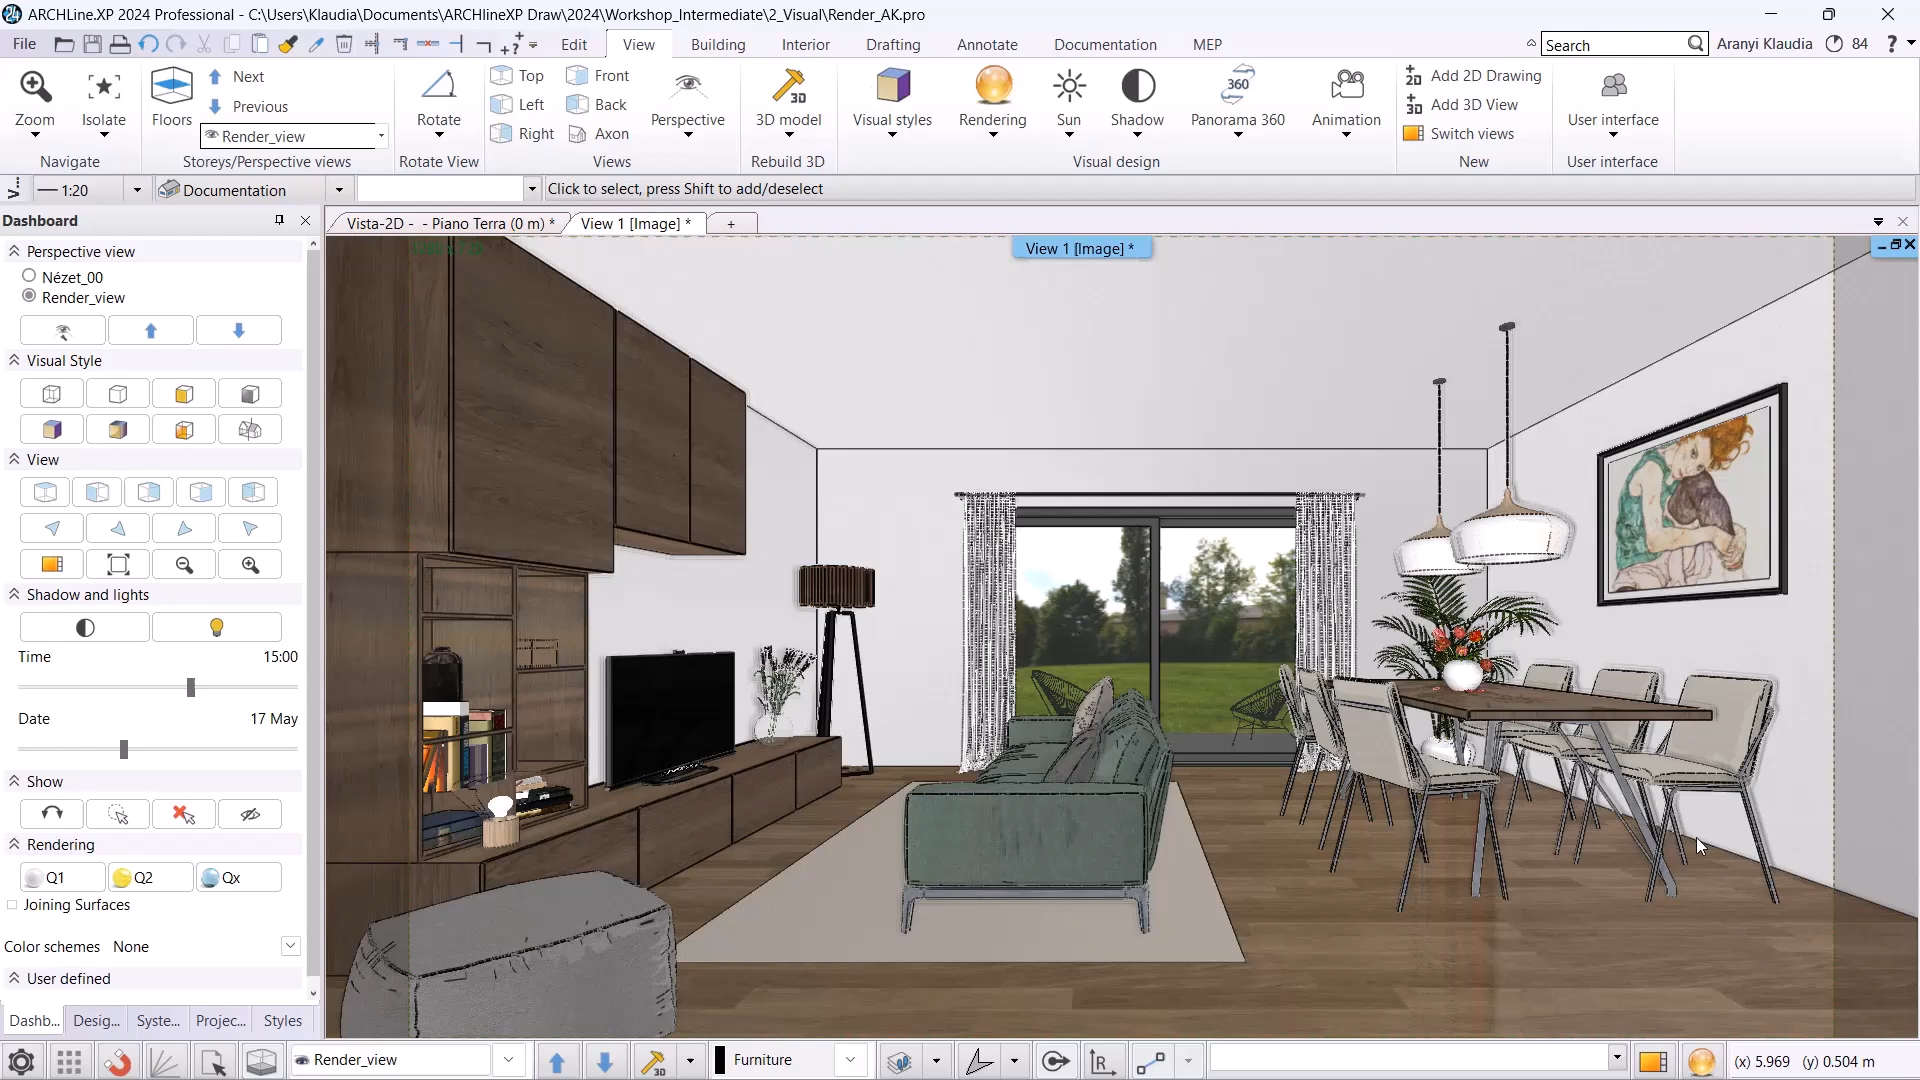 ARCHLine.XP 2024 Professional - C:\Users\Klaudia\Documents\ARCHlineXP Draw\2024\Workshop_Intermediate\2_Visual\Render_AK.pro
File
Edit
View
Building
Interior
Drafting
Annotate
Documentation
MEP
Search
Aranyi Klaudia
84
?
Zoom
Isolate
Navigate
Floors
Next
Previous
Render_view
Storeys/Perspective views
Rotate
Rotate View
Top
Front
Left
Back
Right
Axon
Perspective
Views
3D
3D model
Rebuild 3D
Visual styles
Rendering
Sun
Shadow
360
Panorama 360
Animation
Visual design
2D
Add 2D Drawing
3D
Add 3D View
Switch views
New
User interface
User interface
1:20
Documentation
Click to select, press Shift to add/deselect
Dashboard
Vista-2D - - Piano Terra (0 m) *
View 1 [Image] *
+
View 1 [Image] *
Perspective view
Nézet_00
Render_view
Visual Style
View
Shadow and lights
Time 15:00
Date 17 May
Show
Rendering
Q1
Q2
Qx
Joining Surfaces
Color schemes None
User defined
Dashb...
Desig...
Syste...
Projec...
Styles
Render_view
3D
Furniture
R
(x) 5.969 (y) 0.504 m